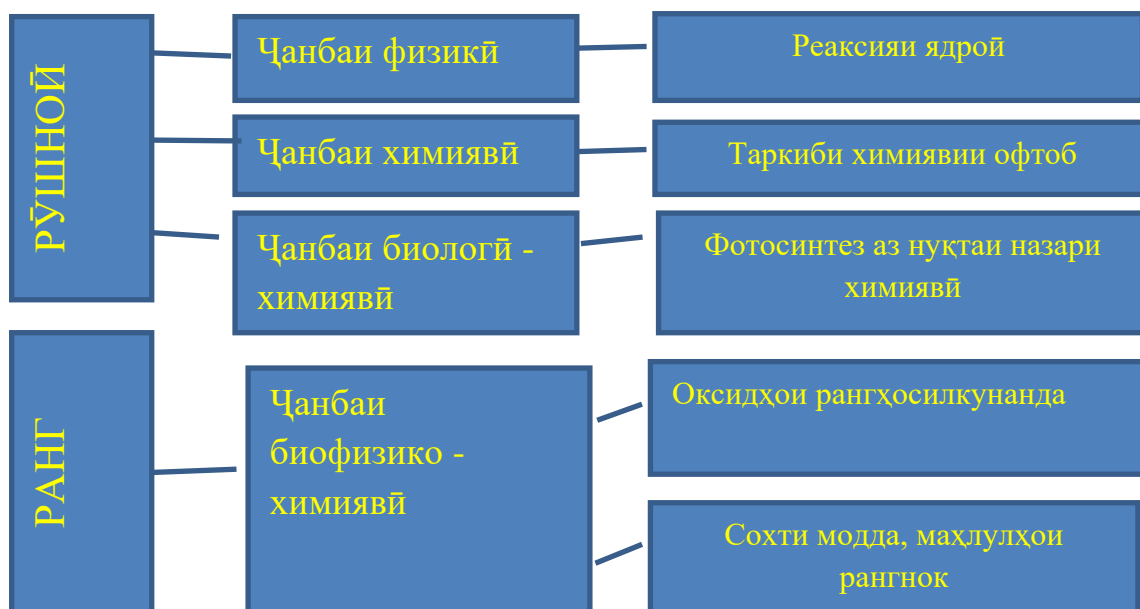 РӮШНОӢ
Ҷанбаи физикӣ
Реаксияи ядроӣ
Ҷанбаи химиявӣ
Таркиби химиявии офтоб
Ҷанбаи биологӣ -
химиявӣ
Фотосинтез аз нуқтаи назари
химиявӣ
РАНГ
Ҷанбаи
биофизико -
химиявӣ
Оксидҳои рангҳосилкунанда
Сохти модда, маҳлулҳои
рангнок